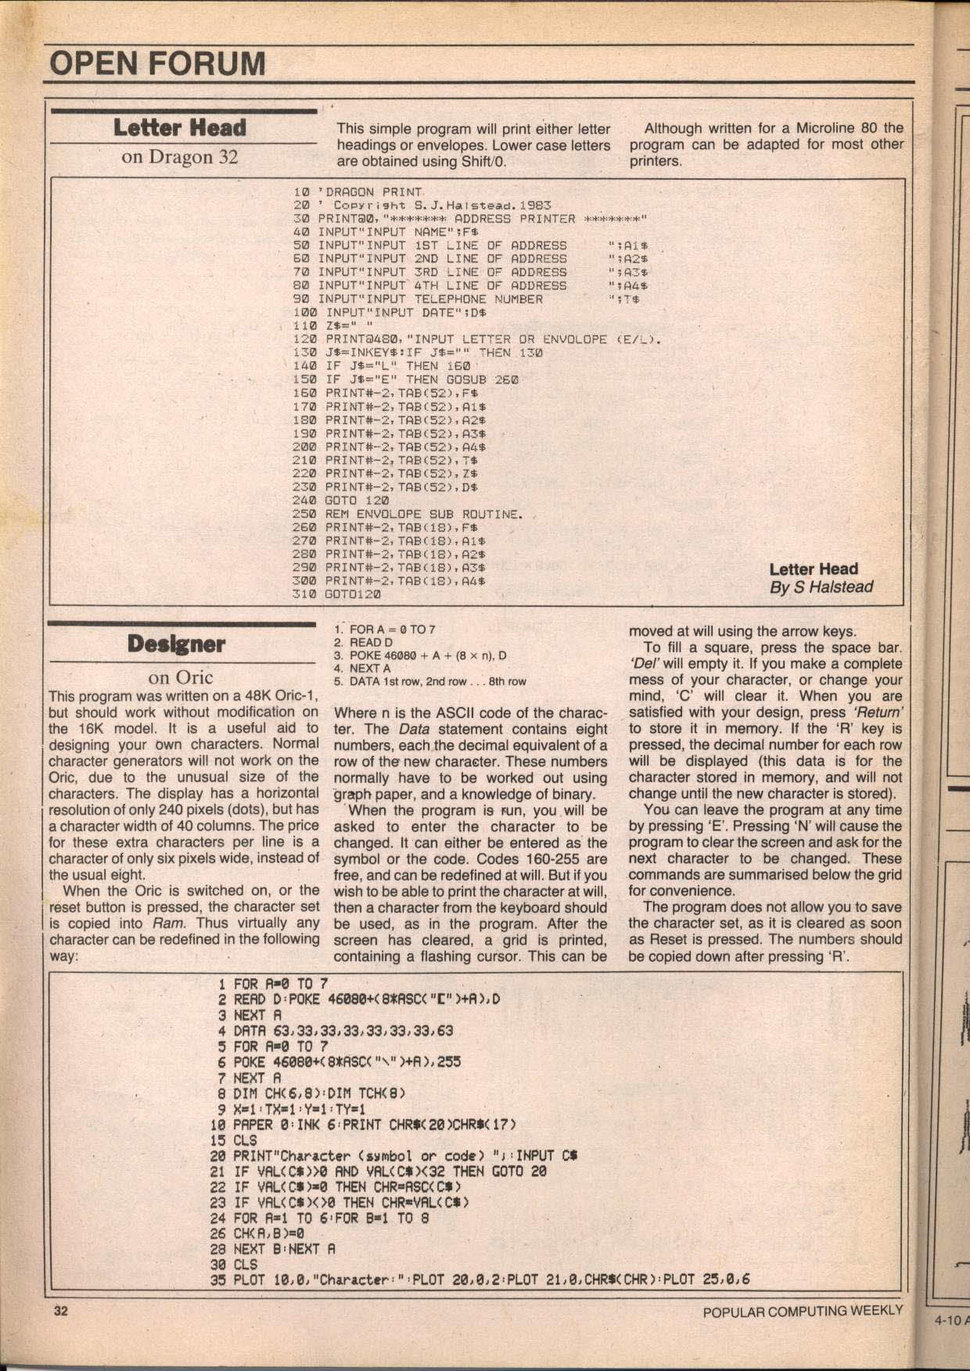 OPEN FORUM
Letter Head
on Dragon 32
This simple program will print either letter
headings or envelopes. Lower case letters
are obtained using Shift/0.
Although written for a Microline 80 the
program can be adapted for most other
printers.
10 'DRAGON PRINT
20 ' Copyright S.J.Halstead.1983
30 PRINT@0,"******* ADDRESS PRINTER *******"
40 INPUT"INPUT NAME";F$
50 INPUT"INPUT 1ST LINE OF ADDRESS      ";A1$
60 INPUT"INPUT 2ND LINE OF ADDRESS      ";A2$
70 INPUT"INPUT 3RD LINE OF ADDRESS      ";A3$
80 INPUT"INPUT 4TH LINE OF ADDRESS      ";A4$
90 INPUT"INPUT TELEPHONE NUMBER         ";T$
100 INPUT"INPUT DATE";D$
110 Z$=" "
120 PRINT@480,"INPUT LETTER OR ENVOLOPE (E/L).
130 J$=INKEY$:IF J$="" THEN 130
140 IF J$="L" THEN 160
150 IF J$="E" THEN GOSUB 260
160 PRINT#-2,TAB(52),F$
170 PRINT#-2,TAB(52),A1$
180 PRINT#-2,TAB(52),A2$
190 PRINT#-2,TAB(52),A3$
200 PRINT#-2,TAB(52),A4$
210 PRINT#-2,TAB(52),T$
220 PRINT#-2,TAB(52),Z$
230 PRINT#-2,TAB(52),D$
240 GOTO 120
250 REM ENVOLOPE SUB ROUTINE.
260 PRINT#-2,TAB(18),F$
270 PRINT#-2,TAB(18),A1$
280 PRINT#-2,TAB(18),A2$
290 PRINT#-2,TAB(18),A3$
300 PRINT#-2,TAB(18),A4$
310 GOTO120
Letter Head
By S Halstead
Designer
on Oric
This program was written on a 48K Oric-1,
but should work without modification on
the 16K model. It is a useful aid to
designing your own characters. Normal
character generators will not work on the
Oric, due to the unusual size of the
characters. The display has a horizontal
resolution of only 240 pixels (dots), but has
a character width of 40 columns. The price
for these extra characters per line is a
character of only six pixels wide, instead of
the usual eight.
When the Oric is switched on, or the
reset button is pressed, the character set
is copied into Ram. Thus virtually any
character can be redefined in the following
way:
1. FOR A = 0 TO 7
2. READ D
3. POKE 46080 + A + (8 × n), D
4. NEXT A
5. DATA 1st row, 2nd row . . . 8th row
Where n is the ASCII code of the charac-
ter. The Data statement contains eight
numbers, each the decimal equivalent of a
row of the new character. These numbers
normally have to be worked out using
graph paper, and a knowledge of binary.
When the program is run, you will be
asked to enter the character to be
changed. It can either be entered as the
symbol or the code. Codes 160-255 are
free, and can be redefined at will. But if you
wish to be able to print the character at will,
then a character from the keyboard should
be used, as in the program. After the
screen has cleared, a grid is printed,
containing a flashing cursor. This can be
moved at will using the arrow keys.
To fill a square, press the space bar.
'Del' will empty it. If you make a complete
mess of your character, or change your
mind, 'C' will clear it. When you are
satisfied with your design, press 'Return'
to store it in memory. If the 'R' key is
pressed, the decimal number for each row
will be displayed (this data is for the
character stored in memory, and will not
change until the new character is stored).
You can leave the program at any time
by pressing 'E'. Pressing 'N' will cause the
program to clear the screen and ask for the
next character to be changed. These
commands are summarised below the grid
for convenience.
The program does not allow you to save
the character set, as it is cleared as soon
as Reset is pressed. The numbers should
be copied down after pressing 'R'.
1 FOR A=0 TO 7
2 READ D:POKE 46080+(8*ASC("[")+A),D
3 NEXT A
4 DATA 63,33,33,33,33,33,33,63
5 FOR A=0 TO 7
6 POKE 46080+(8*ASC("\")+A),255
7 NEXT A
8 DIM CH(6,8):DIM TCH(8)
9 X=1:TX=1:Y=1:TY=1
10 PAPER 0:INK 6:PRINT CHR$(20)CHR$(17)
15 CLS
20 PRINT"Character (symbol or code) ";:INPUT C$
21 IF VAL(C$)>0 AND VAL(C$)<32 THEN GOTO 20
22 IF VAL(C$)=0 THEN CHR=ASC(C$)
23 IF VAL(C$)<>0 THEN CHR=VAL(C$)
24 FOR A=1 TO 6:FOR B=1 TO 8
26 CH(A,B)=0
28 NEXT B:NEXT A
30 CLS
35 PLOT 10,0,"Character:":PLOT 20,0,2:PLOT 21,0,CHR$(CHR):PLOT 25,0,6
32
POPULAR COMPUTING WEEKLY
4-10 A